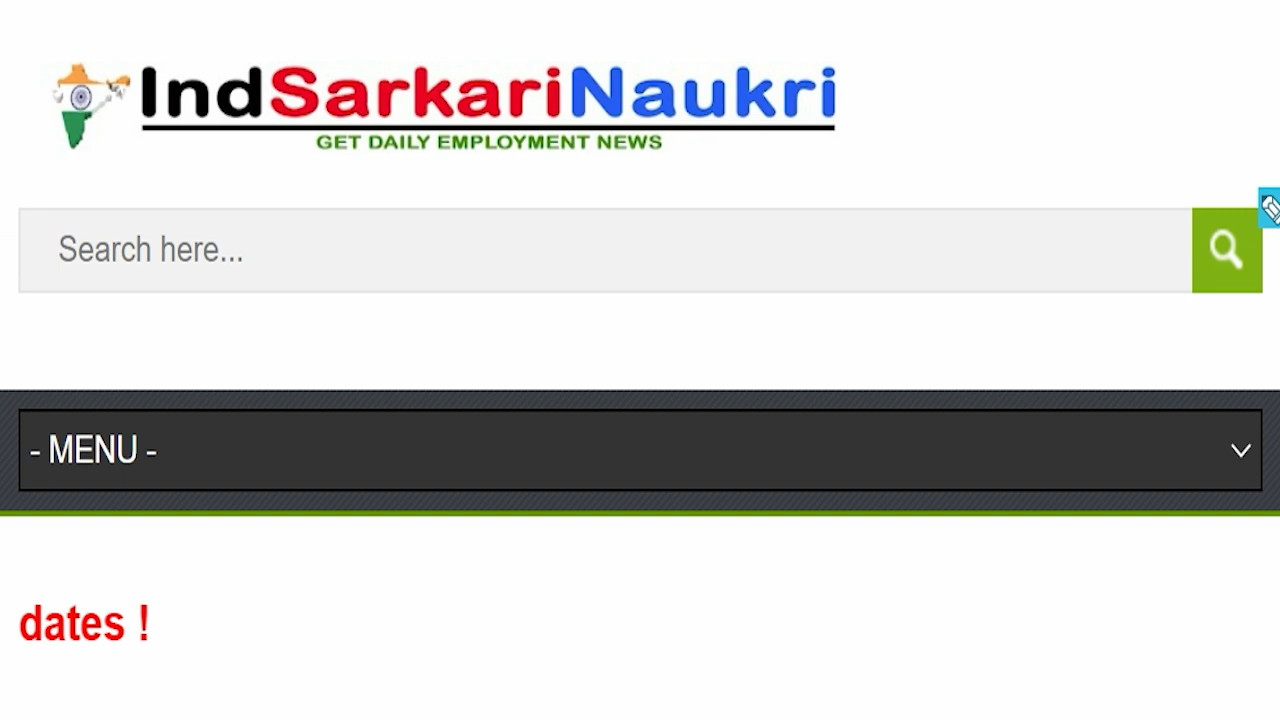 IndSarkariNaukri
GET DAILY EMPLOYMENT NEWS
Search here...
- MENU -
dates !